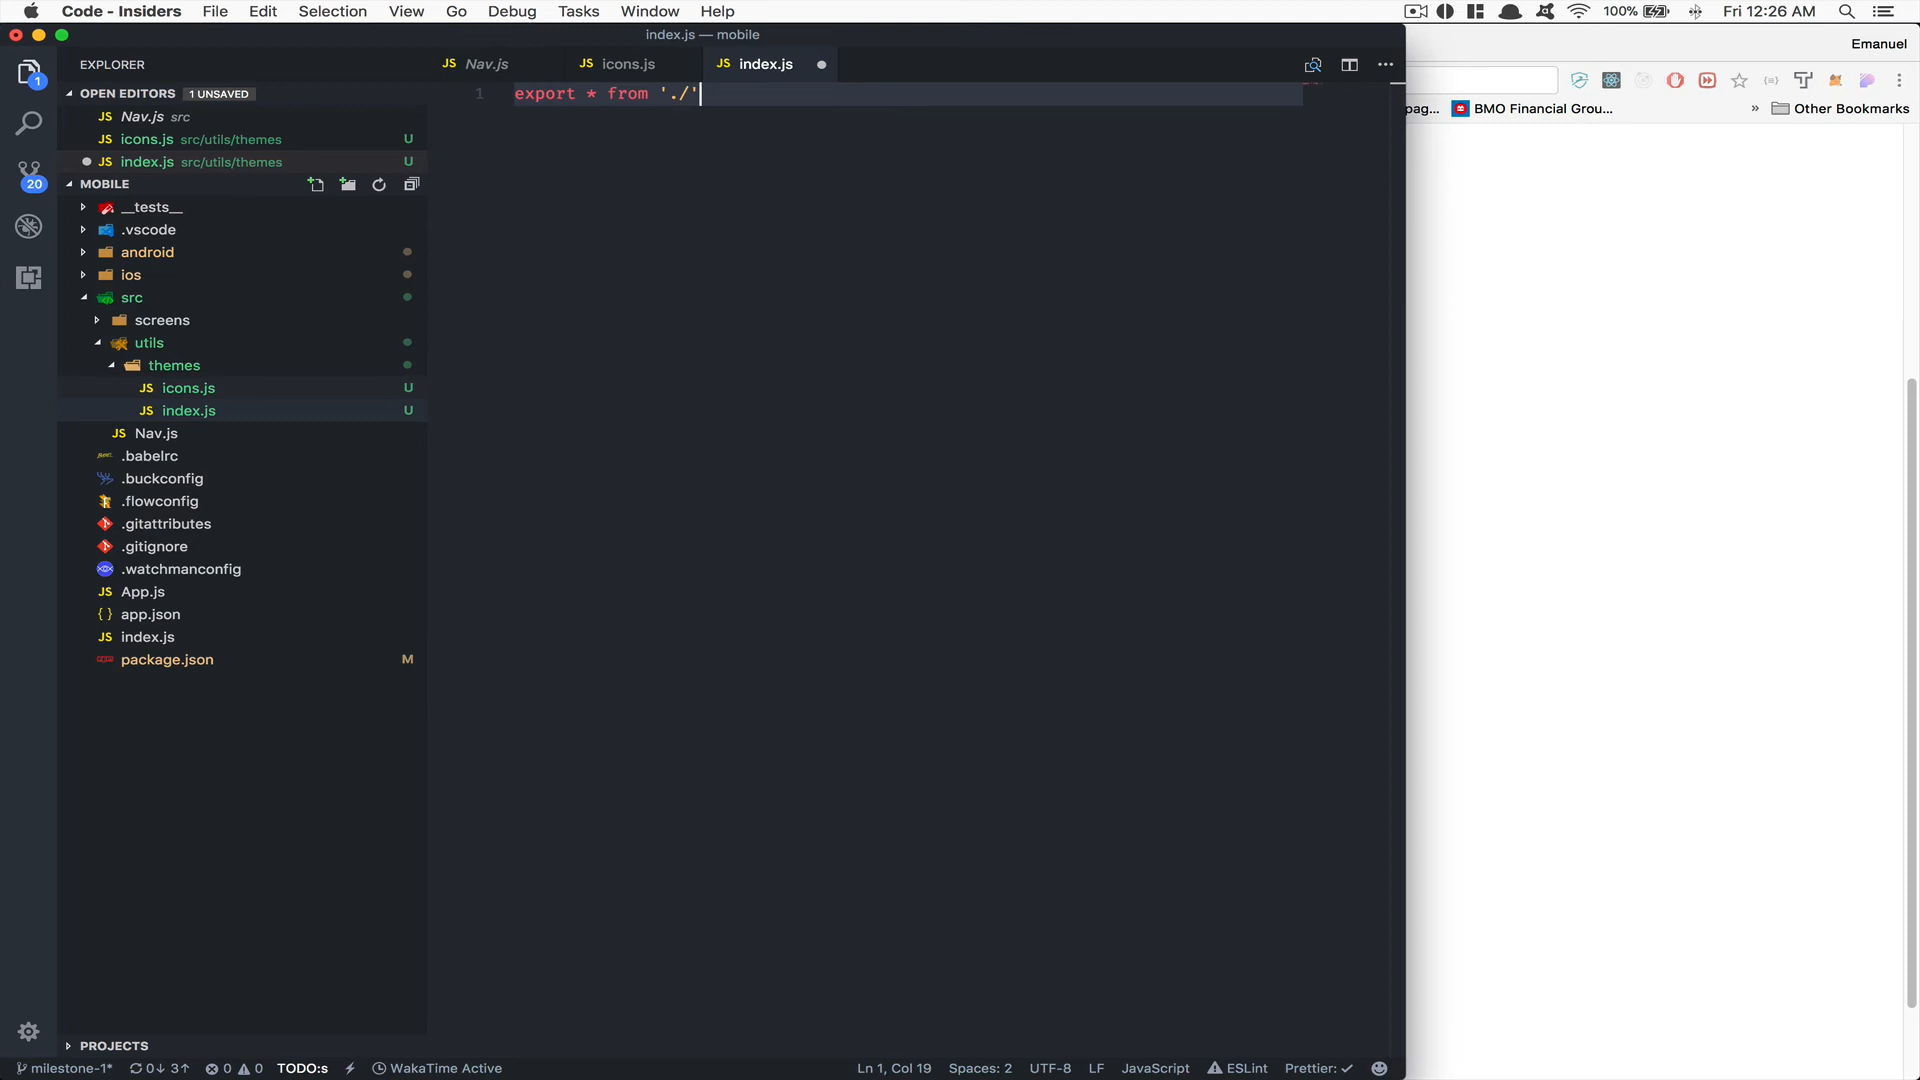 Code - Insiders File Edit Selection View Go Debug Tasks Window Help 100% Fri 12:26 AM
index.js — mobile
Emanuel
EXPLORER
JS Nav.js JS icons.js JS index.js
OPEN EDITORS 1 UNSAVED
1 export * from './'
pag... BMO Financial Grou... » Other Bookmarks
JS Nav.js src
JS icons.js src/utils/themes U
JS index.js src/utils/themes U
MOBILE
__tests__
.vscode
android
ios
src
screens
utils
themes
JS icons.js U
JS index.js U
JS Nav.js
.babelrc
.buckconfig
.flowconfig
.gitattributes
.gitignore
.watchmanconfig
JS App.js
{ } app.json
JS index.js
package.json M
1
20
PROJECTS
milestone-1* 0↓ 3↑ 0 0 TODO:s WakaTime Active Ln 1, Col 19 Spaces: 2 UTF-8 LF JavaScript ESLint Prettier: ✓